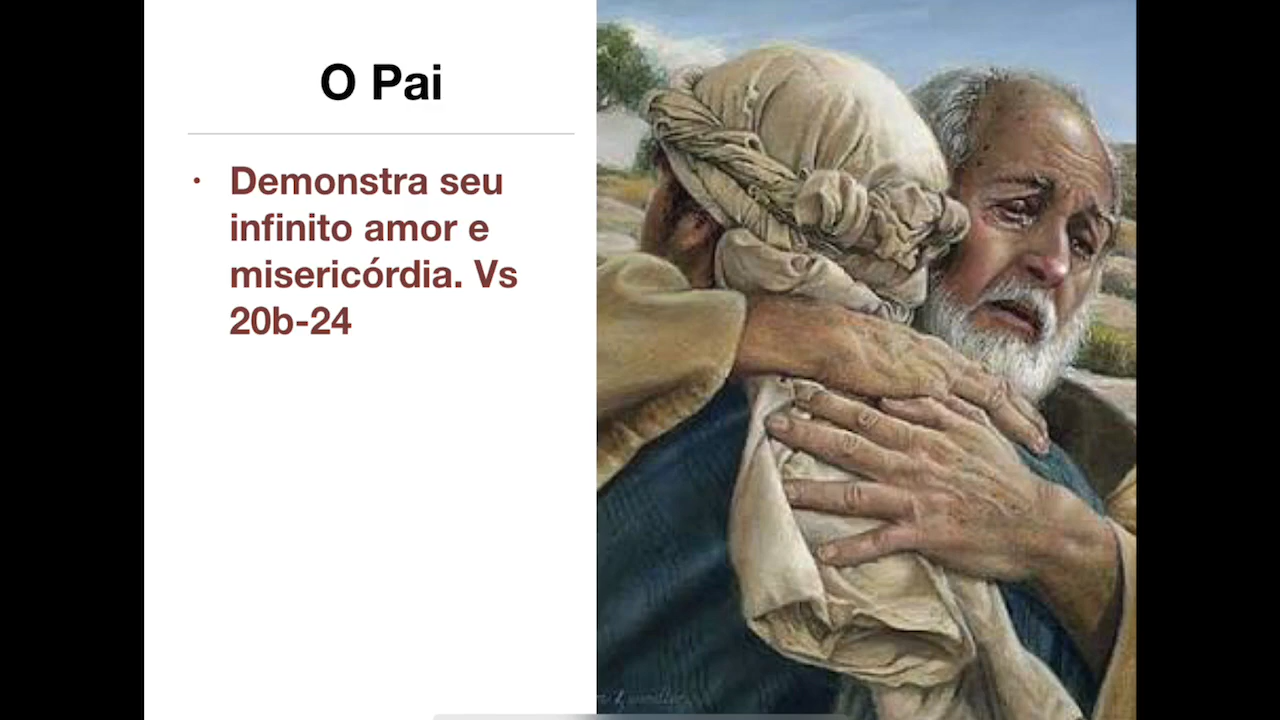 O Pai
· Demonstra seu
infinito amor e
misericórdia. Vs
20b-24